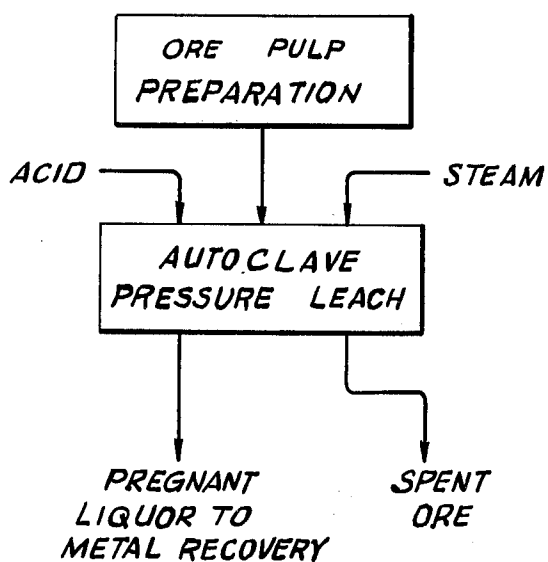 ORE PULP
PREPARATION
ACID
STEAM
AUTOCLAVE
PRESSURE LEACH
PREGNANT
LIQUOR TO
METAL RECOVERY
SPENT
ORE